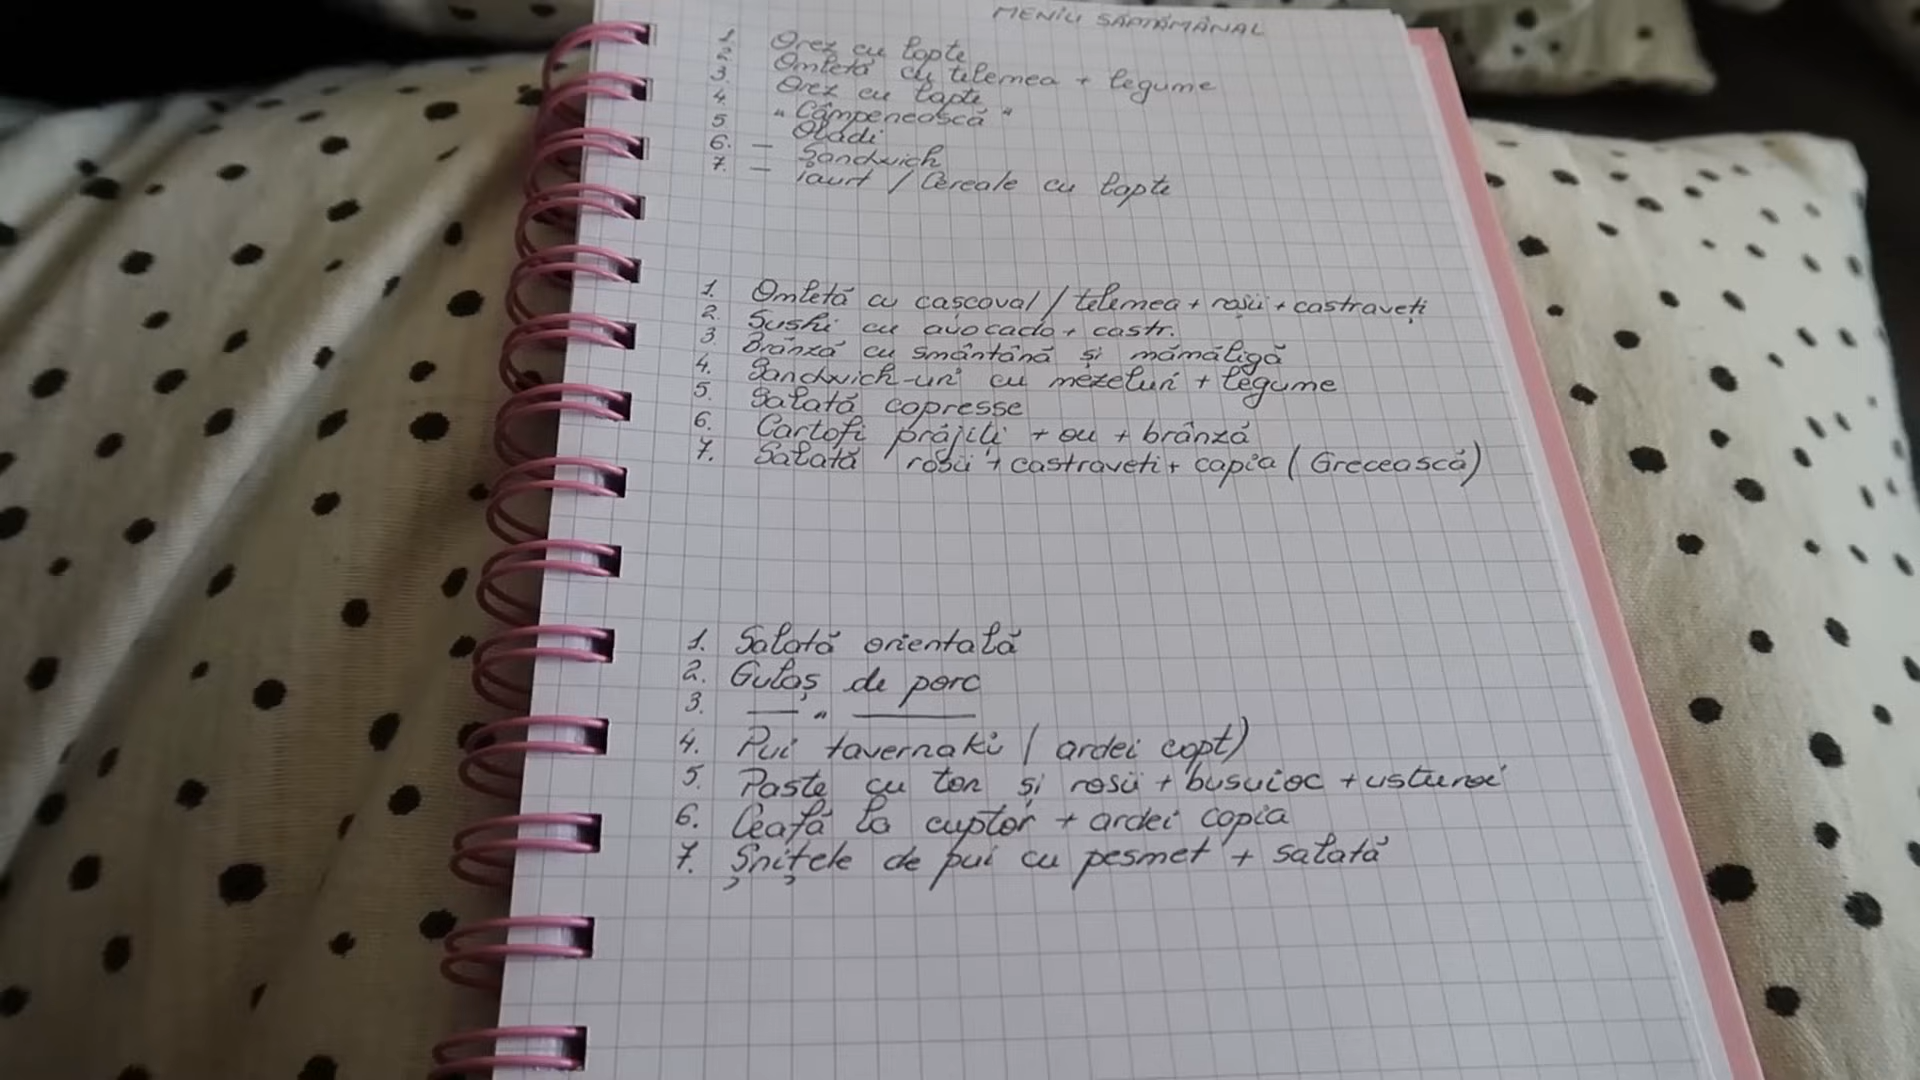 MENIU SĂPTĂMÂNAL
1. Orez cu lapte
2. Omletă cu telemea + legume
3. Orez cu lapte
4. "Câmpenească"
5 Ovădi
6. — Sandwich
7. — iaurt / Cereale cu lapte
1. Omletă cu cașcaval / telemea + roșii + castraveți
2. Sushi cu avocado + castr.
3. Brânză cu smântână și mămăligă
4. Sandwich-uri cu mezeluri + legume
5. Salată capresse
6. Cartofi prăjiți + ou + brânză
7. Salată roșii + castraveti + capia (Grecească)
1. Salată orientală
2. Gulaș de porc
3. — " —
4. Pui tavernaki / ardei copt)
5. Paste cu ton și rosii + busuioc + usturoi
6. Ceafă la cuptor + ardei copia
7. Șnițele de pui cu pesmet + salată